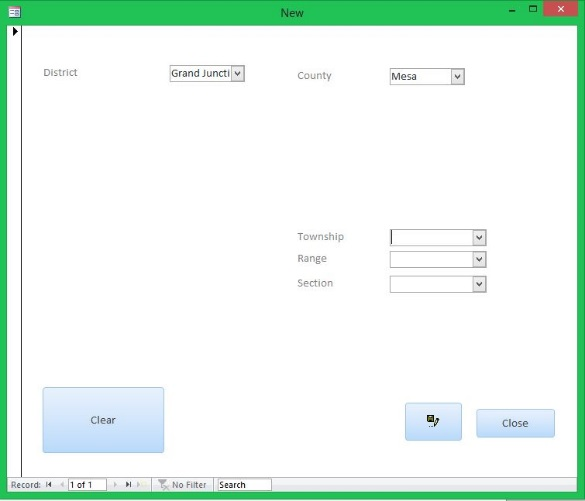 New
District
Grand Juncti
County
Mesa
Township
Range
Section
Clear
Close
Record: 1 of 1 No Filter Search